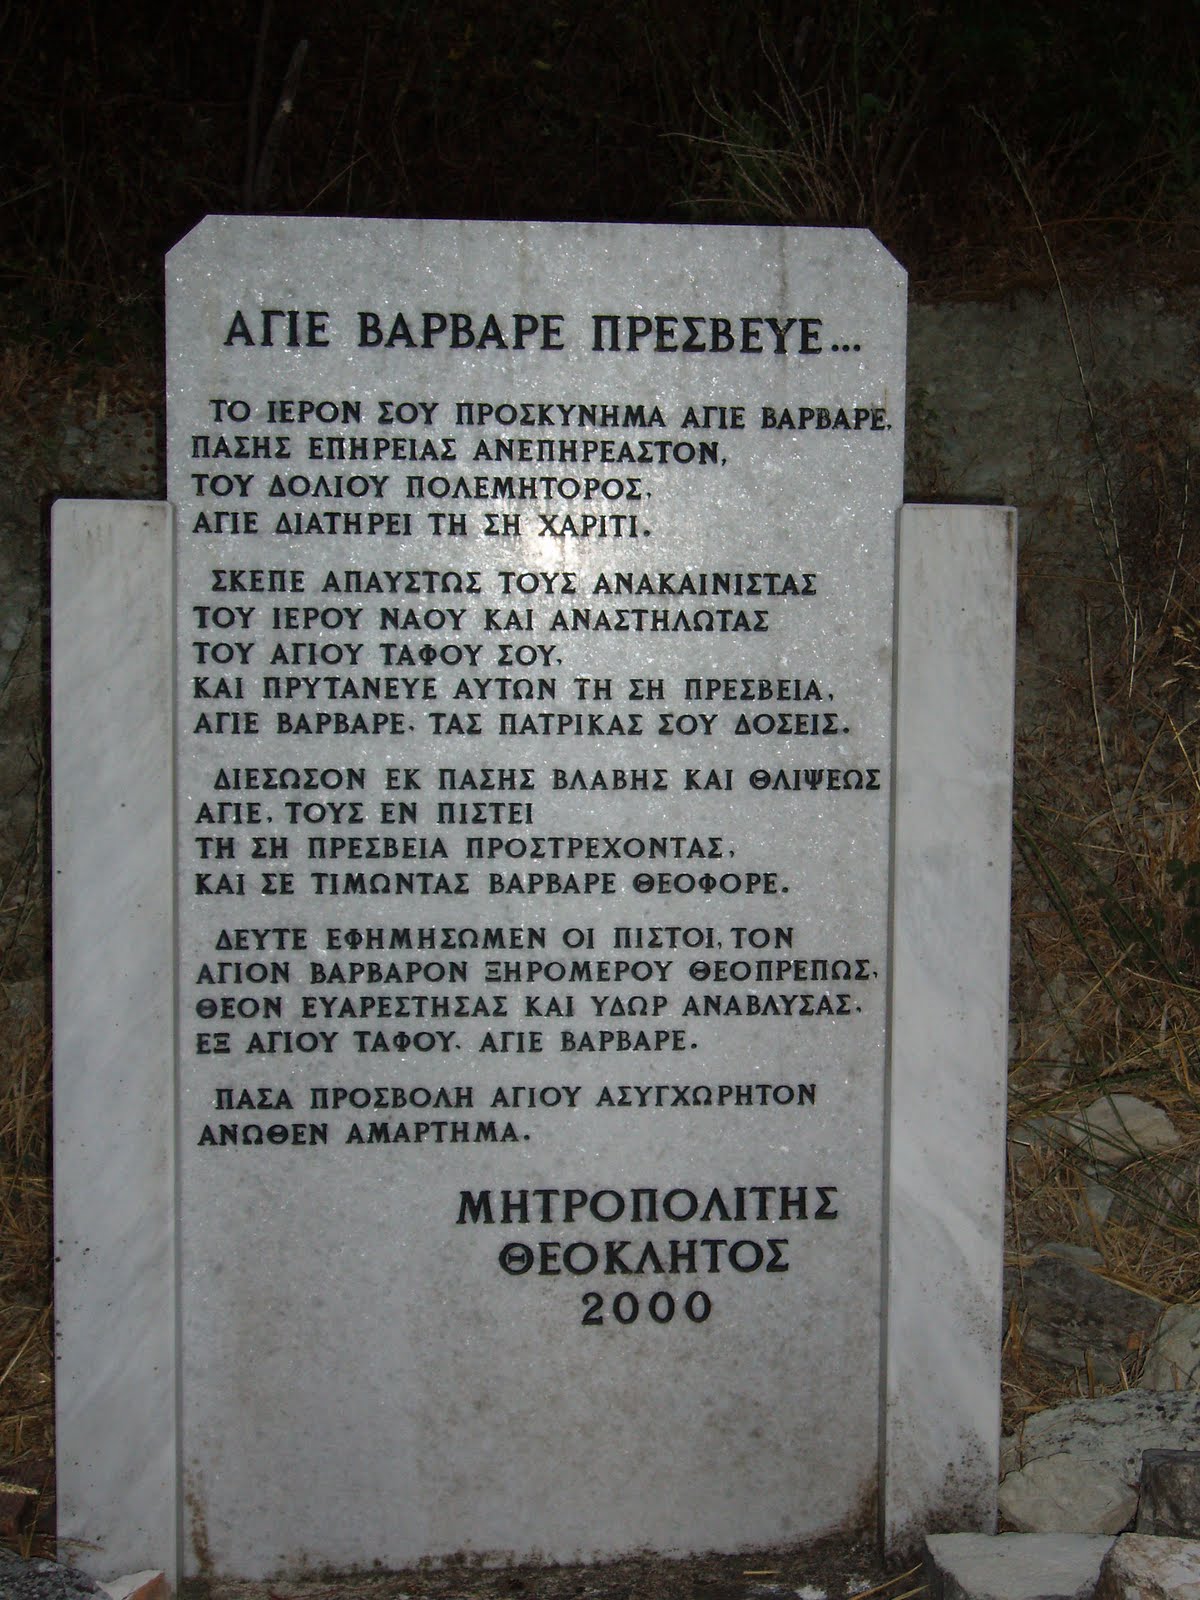 ΑΓΙΕ ΒΑΡΒΑΡΕ ΠΡΕΣΒΕΥΕ...
ΤΟ ΙΕΡΟΝ ΣΟΥ ΠΡΟΣΚΥΝΗΜΑ ΑΓΙΕ ΒΑΡΒΑΡΕ,
ΠΑΣΗΣ ΕΠΗΡΕΙΑΣ ΑΝΕΠΗΡΕΑΣΤΟΝ,
ΤΟΥ ΔΟΛΙΟΥ ΠΟΛΕΜΗΤΟΡΟΣ,
ΑΓΙΕ ΔΙΑΤΗΡΕΙ ΤΗ ΣΗ ΧΑΡΙΤΙ.
ΣΚΕΠΕ ΑΠΑΥΣΤΩΣ ΤΟΥΣ ΑΝΑΚΑΙΝΙΣΤΑΣ
ΤΟΥ ΙΕΡΟΥ ΝΑΟΥ ΚΑΙ ΑΝΑΣΤΗΛΩΤΑΣ
ΤΟΥ ΑΓΙΟΥ ΤΑΦΟΥ ΣΟΥ,
ΚΑΙ ΠΡΥΤΑΝΕΥΕ ΑΥΤΩΝ ΤΗ ΣΗ ΠΡΕΣΒΕΙΑ,
ΑΓΙΕ ΒΑΡΒΑΡΕ, ΤΑΣ ΠΑΤΡΙΚΑΣ ΣΟΥ ΔΟΣΕΙΣ.
ΔΙΕΣΩΣΟΝ ΕΚ ΠΑΣΗΣ ΒΛΑΒΗΣ ΚΑΙ ΘΛΙΨΕΩΣ
ΑΓΙΕ, ΤΟΥΣ ΕΝ ΠΙΣΤΕΙ
ΤΗ ΣΗ ΠΡΕΣΒΕΙΑ ΠΡΟΣΤΡΕΧΟΝΤΑΣ,
ΚΑΙ ΣΕ ΤΙΜΩΝΤΑΣ ΒΑΡΒΑΡΕ ΘΕΟΦΟΡΕ.
ΔΕΥΤΕ ΕΦΗΜΗΣΩΜΕΝ ΟΙ ΠΙΣΤΟΙ, ΤΟΝ
ΑΓΙΟΝ ΒΑΡΒΑΡΟΝ ΞΗΡΟΜΕΡΟΥ ΘΕΟΠΡΕΠΩΣ,
ΘΕΟΝ ΕΥΑΡΕΣΤΗΣΑΣ ΚΑΙ ΥΔΩΡ ΑΝΑΒΛΥΣΑΣ,
ΕΞ ΑΓΙΟΥ ΤΑΦΟΥ, ΑΓΙΕ ΒΑΡΒΑΡΕ.
ΠΑΣΑ ΠΡΟΣΒΟΛΗ ΑΓΙΟΥ ΑΣΥΓΧΩΡΗΤΟΝ
ΑΝΩΘΕΝ ΑΜΑΡΤΗΜΑ.
ΜΗΤΡΟΠΟΛΙΤΗΣ
ΘΕΟΚΛΗΤΟΣ
2000